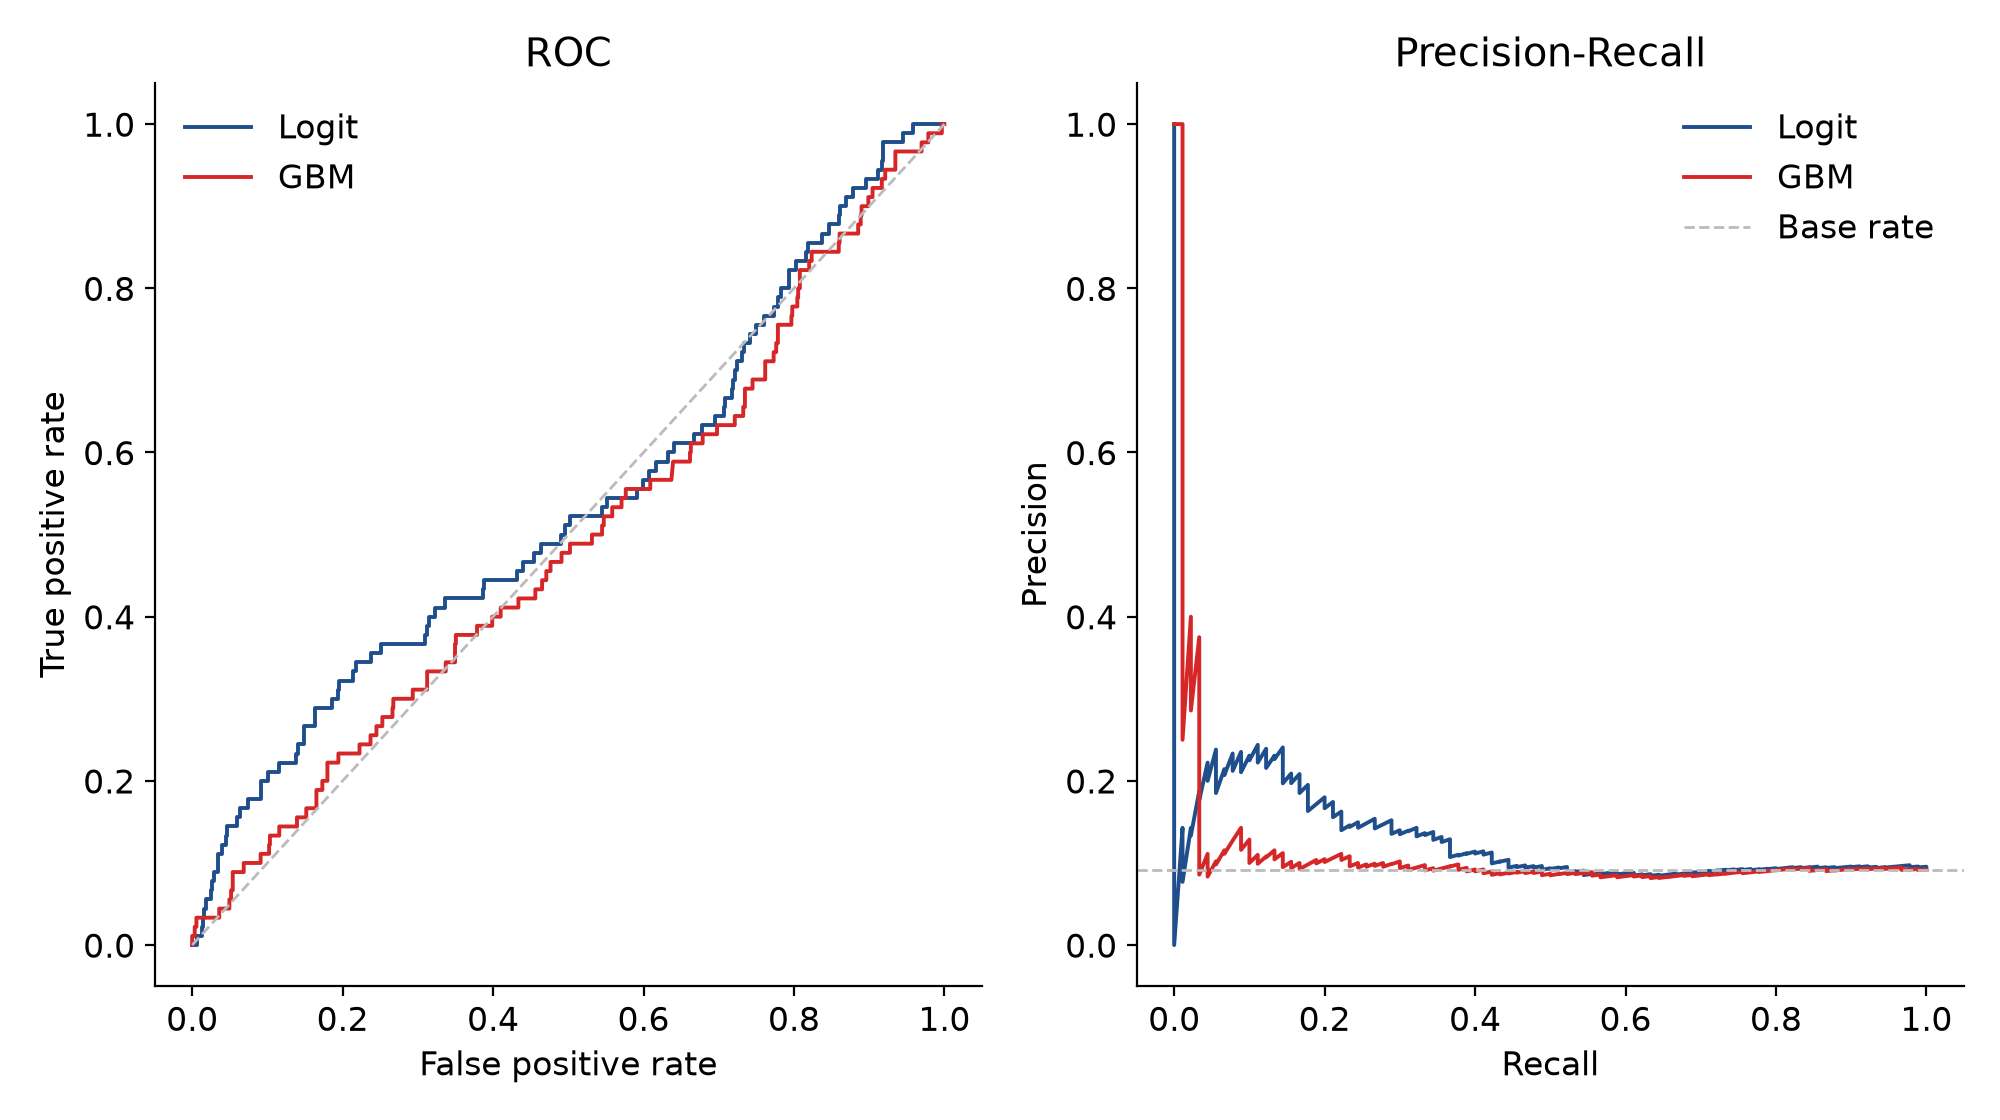 ROC
Logit
GBM
1.0
0.8
0.6
0.4
0.2
0.0
True positive rate
0.0 0.2 0.4 0.6 0.8 1.0
False positive rate
Precision-Recall
Logit
GBM
Base rate
1.0
0.8
0.6
0.4
0.2
0.0
Precision
0.0 0.2 0.4 0.6 0.8 1.0
Recall